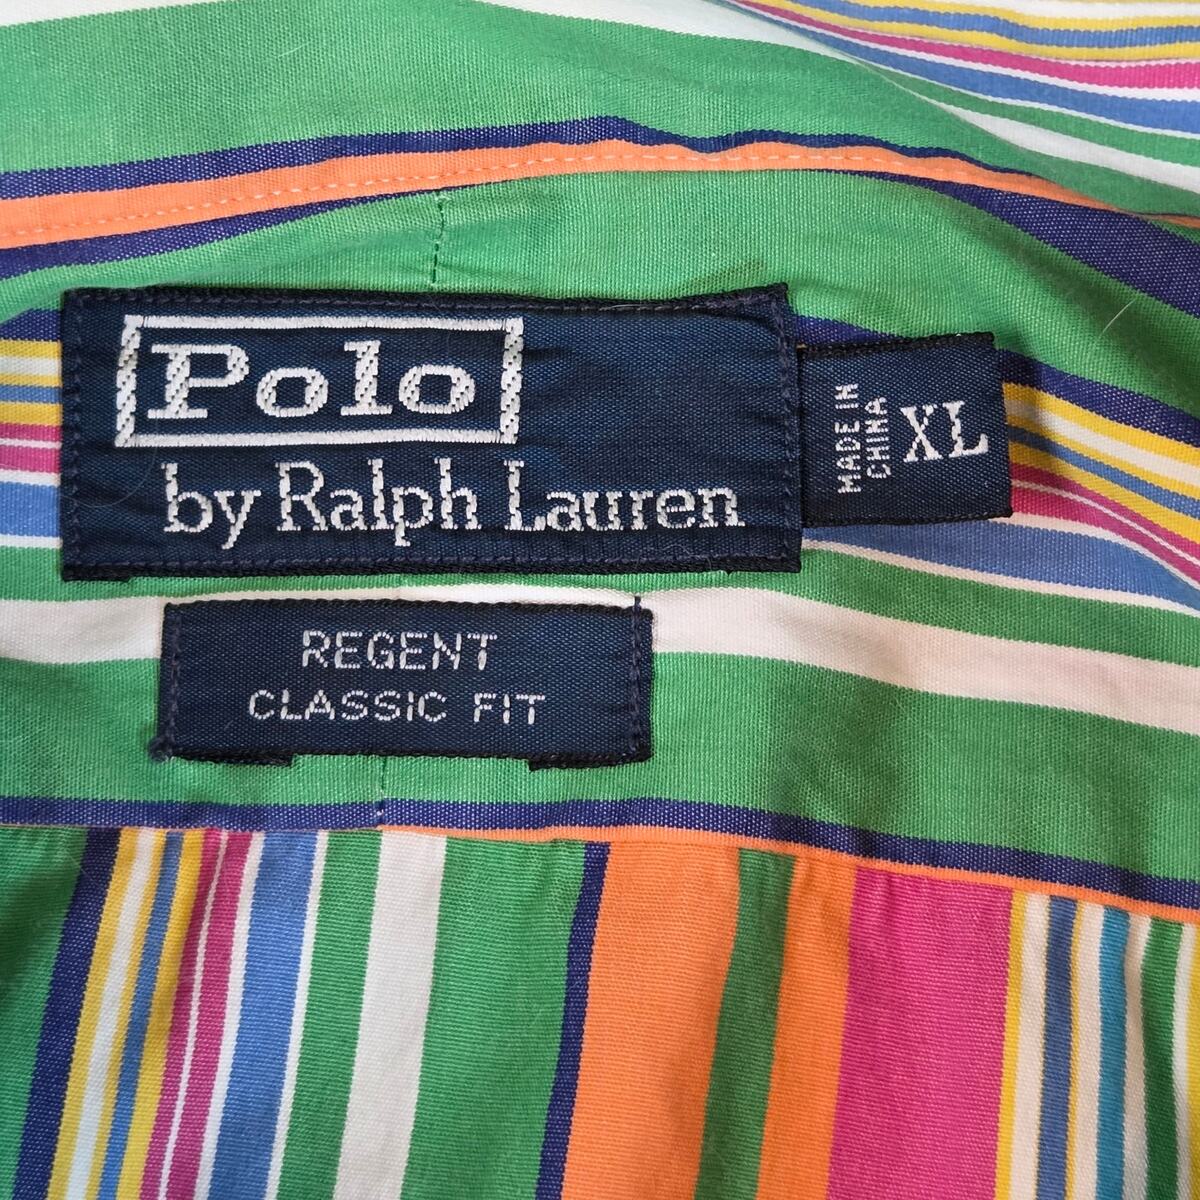 Polo
by Ralph Lauren
MADE IN
CHINA
XL
REGENT
CLASSIC FIT